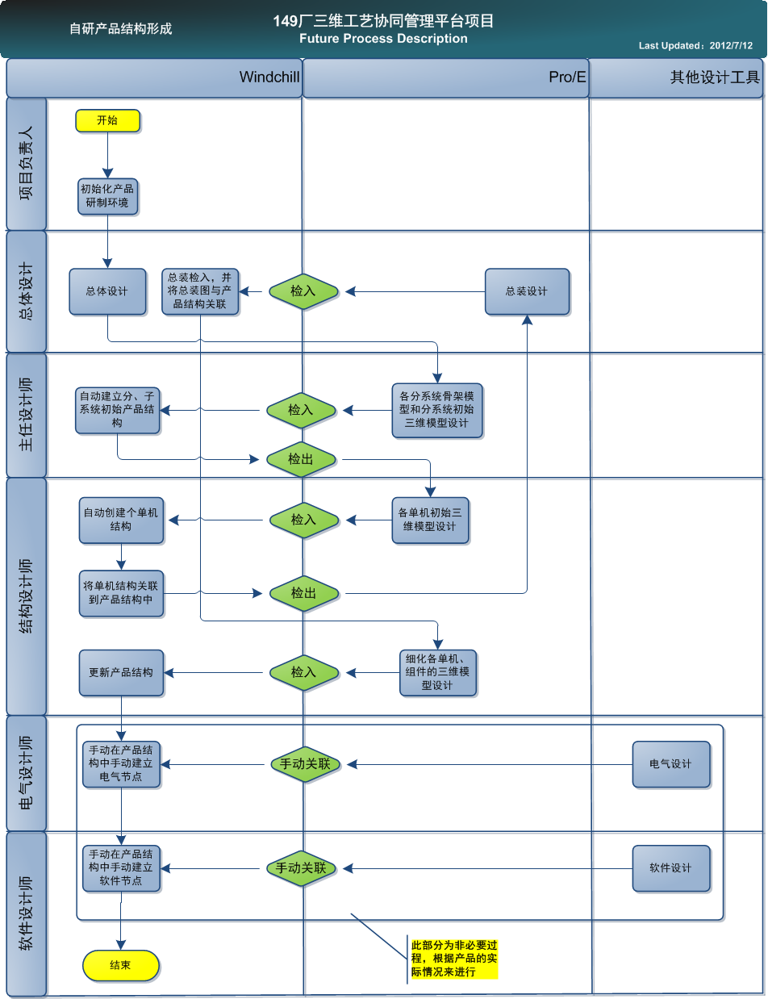 自研产品结构形成
149厂三维工艺协同管理平台项目
Future Process Description
Last Updated：2012/7/12
Windchill
Pro/E
其他设计工具
项目负责人
开始
初始化产品
研制环境
总体设计
总体设计
总装检入，并
将总装图与产
品结构关联
检入
总装设计
主任设计师
自动建立分、子
系统初始产品结
构
检入
各分系统骨架模
型和分系统初始
三维模型设计
检出
结构设计师
自动创建个单机
结构
检入
各单机初始三
维模型设计
将单机结构关联
到产品结构中
检出
更新产品结构
检入
细化各单机、
组件的三维模
型设计
电气设计师
手动在产品结
构中手动建立
电气节点
手动关联
电气设计
软件设计师
手动在产品结
构中手动建立
软件节点
手动关联
软件设计
结束
此部分为非必要过
程，根据产品的实
际情况来进行